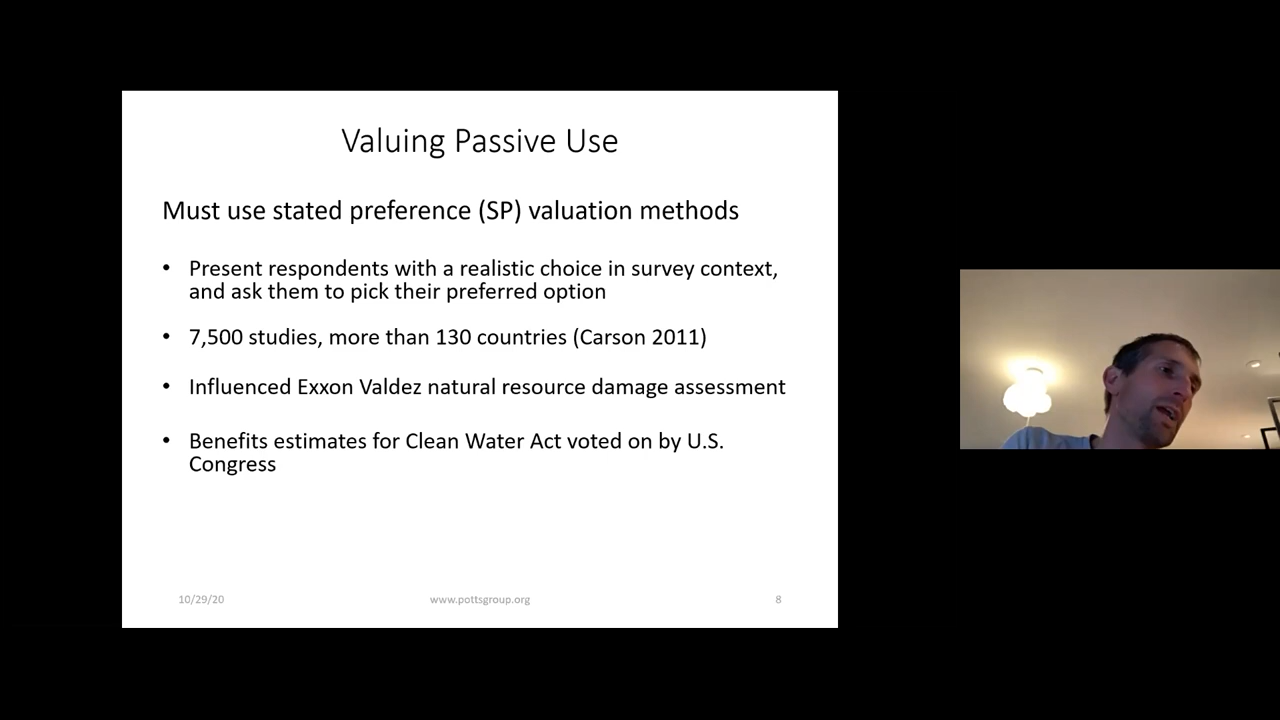 Valuing Passive Use
Must use stated preference (SP) valuation methods
• Present respondents with a realistic choice in survey context,
and ask them to pick their preferred option
• 7,500 studies, more than 130 countries (Carson 2011)
• Influenced Exxon Valdez natural resource damage assessment
• Benefits estimates for Clean Water Act voted on by U.S.
Congress
10/29/20
www.pottsgroup.org
8